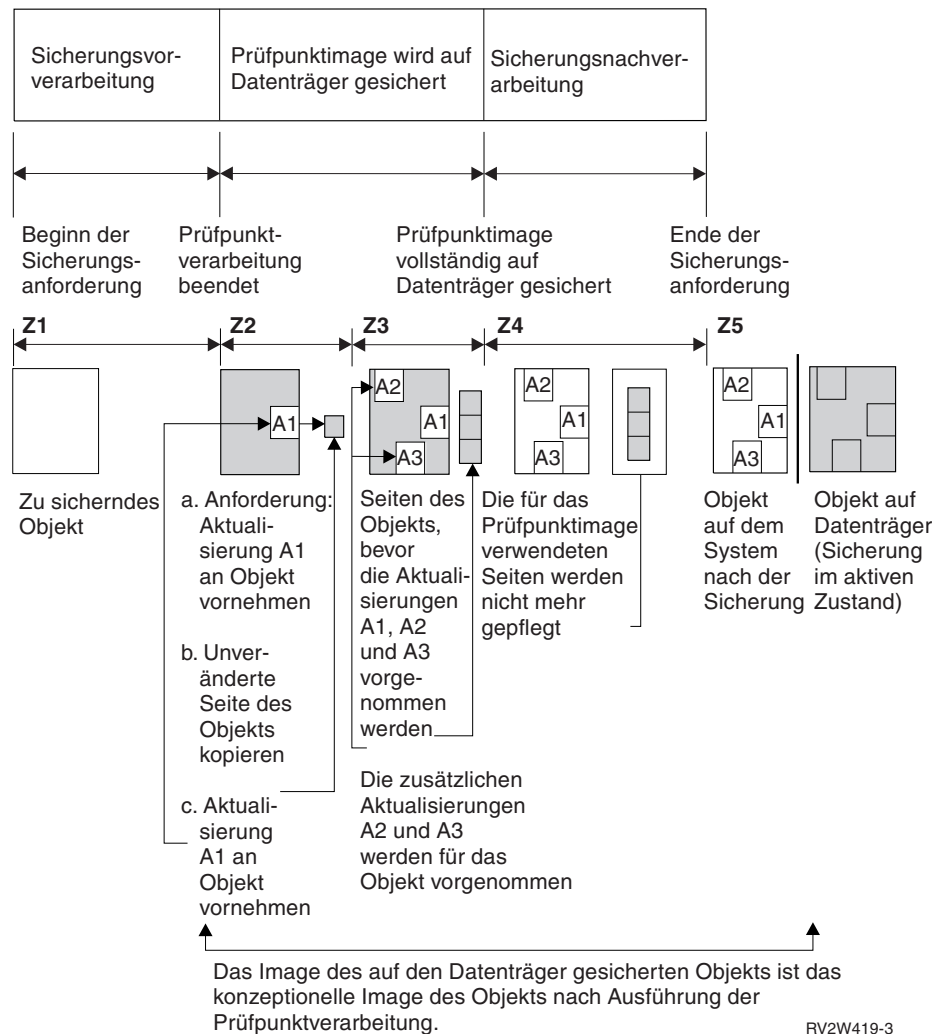 Sicherungsvor-
verarbeitung
Prüfpunktimage wird auf
Datenträger gesichert
Sicherungsnachver-
arbeitung
Beginn der
Sicherungs-
anforderung
Prüfpunkt-
verarbeitung
beendet
Prüfpunktimage
vollständig auf
Datenträger gesichert
Ende der
Sicherungs-
anforderung
Z1
Z2
Z3
Z4
Z5
A1
A2
A1
A3
A2
A1
A3
A2
A1
A3
Zu sicherndes
Objekt
a. Anforderung:
Aktuali-
sierung A1
an Objekt
vornehmen
b. Unver-
änderte
Seite des
Objekts
kopieren
c. Aktuali-
sierung
A1 an
Objekt
vornehmen
Seiten des
Objekts,
bevor
die Aktuali-
sierungen
A1, A2
und A3
vorge-
nommen
werden
Die zusätzlichen
Aktualisierungen
A2 und A3
werden für das
Objekt vorgenommen
Die für das
Prüfpunktimage
verwendeten
Seiten werden
nicht mehr
gepflegt
Objekt
auf dem
System
nach der
Sicherung
Objekt auf
Datenträger
(Sicherung
im aktiven
Zustand)
Das Image des auf den Datenträger gesicherten Objekts ist das
konzeptionelle Image des Objekts nach Ausführung der
Prüfpunktverarbeitung.
RV2W419-3